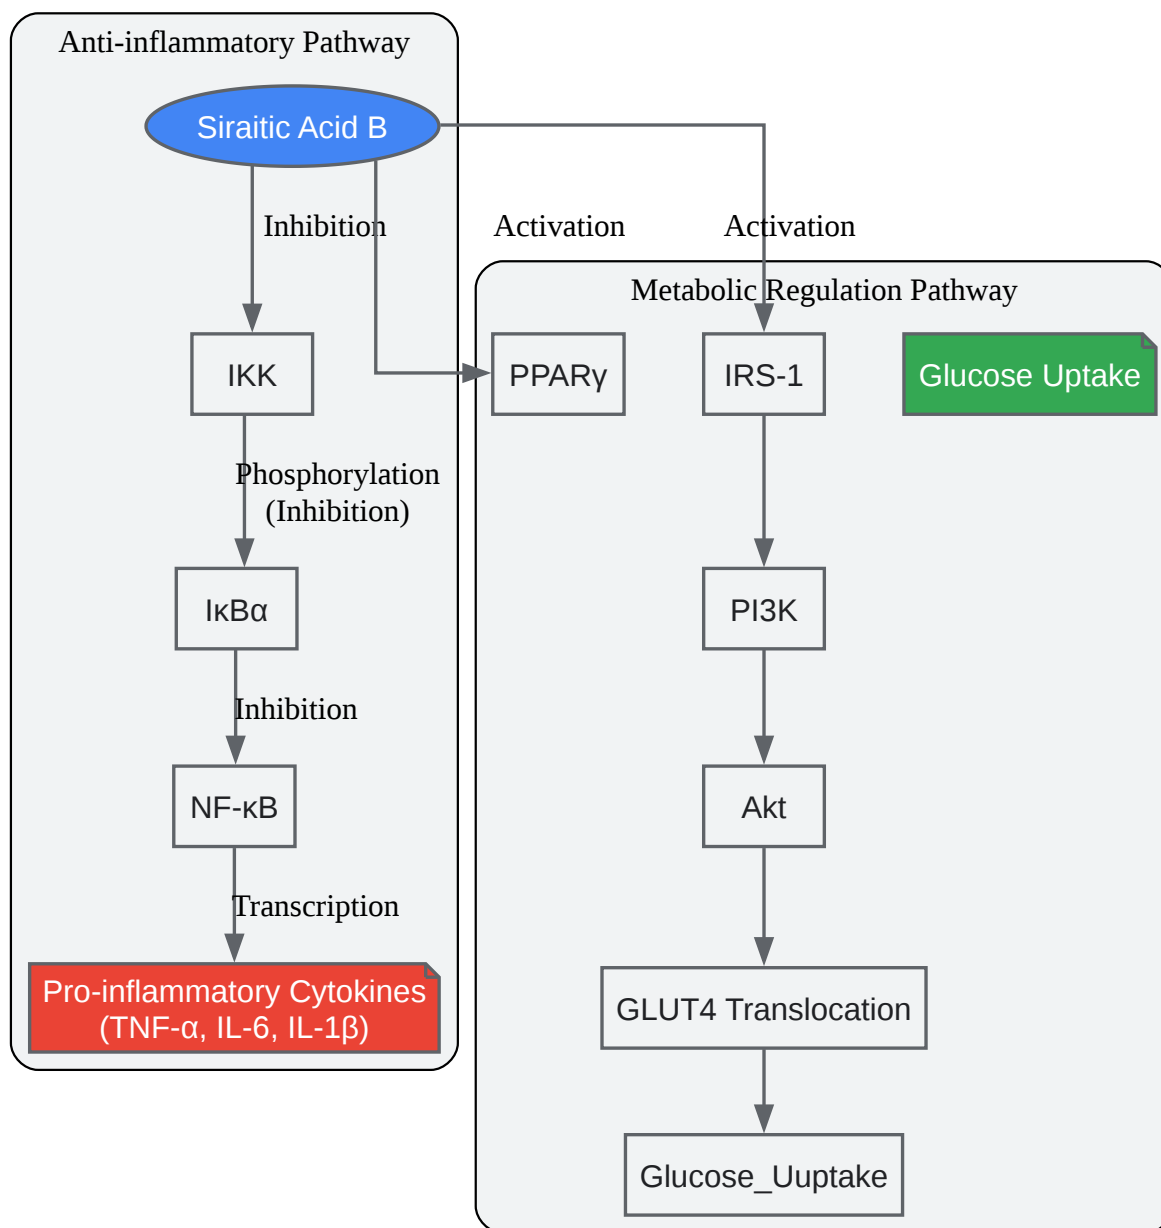 Anti-inflammatory Pathway
Siraitic Acid B
Inhibition
Activation
Activation
Metabolic Regulation Pathway
IKK
PPARγ
IRS-1
Glucose Uptake
Phosphorylation
(Inhibition)
IκBα
PI3K
Inhibition
NF-κB
Akt
Transcription
Pro-inflammatory Cytokines
(TNF-α, IL-6, IL-1β)
GLUT4 Translocation
Glucose_Uuptake